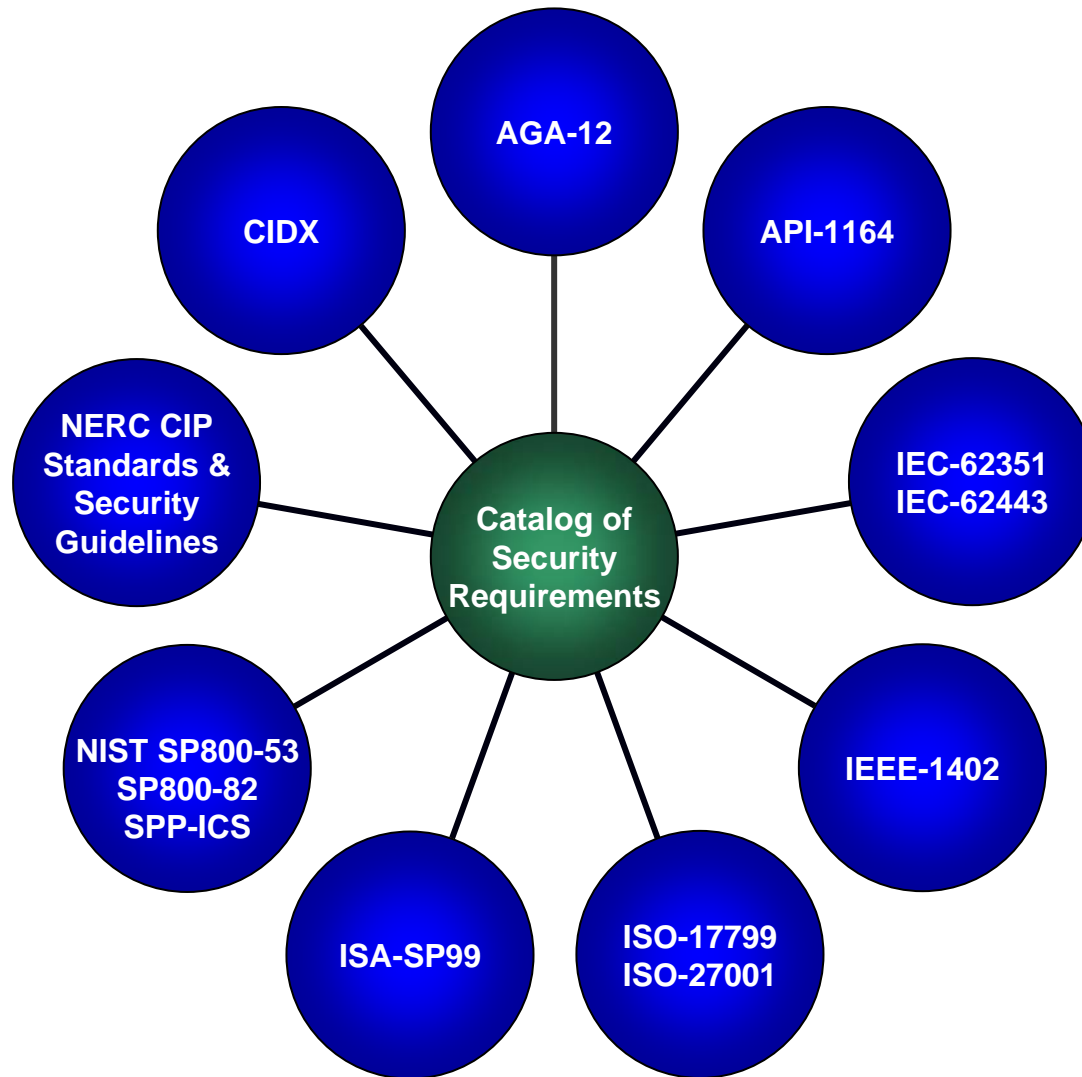 AGA-12
CIDX
API-1164
NERC CIP
Standards &
Security
Guidelines
IEC-62351
IEC-62443
Catalog of
Security
Requirements
NIST SP800-53
SP800-82
SPP-ICS
IEEE-1402
ISA-SP99
ISO-17799
ISO-27001